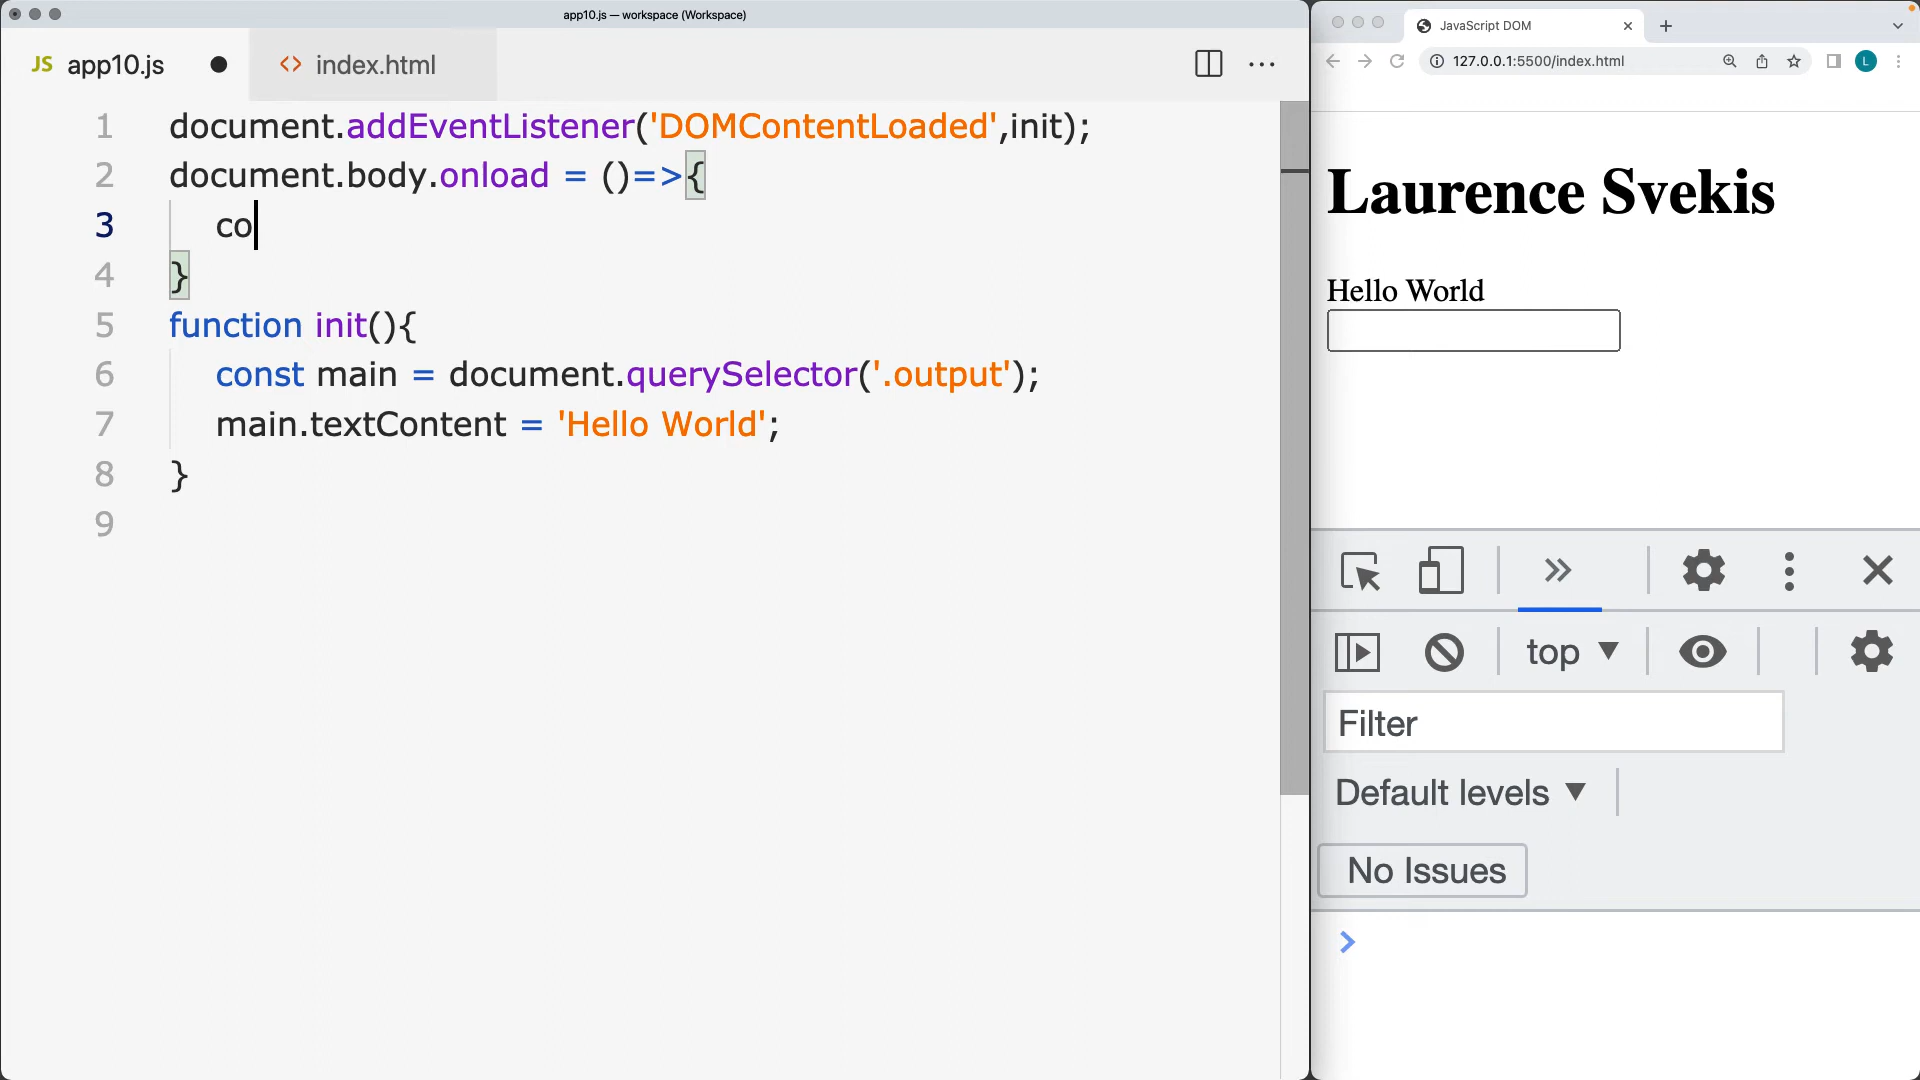 app10.js — workspace (Workspace)
JS app10.js
<> index.html
1 document.addEventListener('DOMContentLoaded',init);
2 document.body.onload = ()=>{
3 co
4 }
5 function init(){
6 const main = document.querySelector('.output');
7 main.textContent = 'Hello World';
8 }
9
JavaScript DOM
127.0.0.1:5500/index.html
L
Laurence Svekis
Hello World
top
Filter
Default levels
No Issues